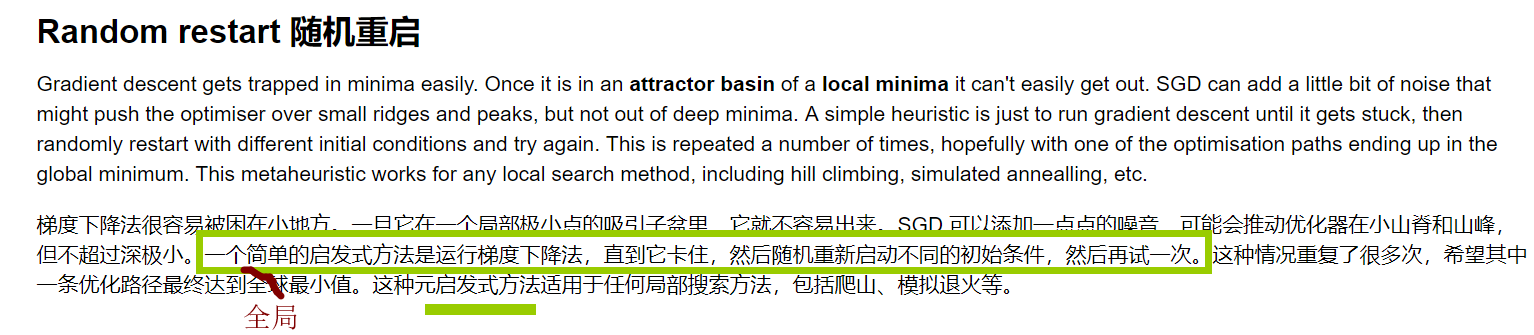 Random restart 随机重启
Gradient descent gets trapped in minima easily. Once it is in an attractor basin of a local minima it can't easily get out. SGD can add a little bit of noise that
might push the optimiser over small ridges and peaks, but not out of deep minima. A simple heuristic is just to run gradient descent until it gets stuck, then
randomly restart with different initial conditions and try again. This is repeated a number of times, hopefully with one of the optimisation paths ending up in the
global minimum. This metaheuristic works for any local search method, including hill climbing, simulated annealling, etc.
梯度下降法很容易被困在小地方。一旦它在一个局部极小点的吸引子盆里，它就不容易出来。SGD 可以添加一点点的噪音，可能会推动优化器在小山脊和山峰，
但不超过深极小。一个简单的启发式方法是运行梯度下降法，直到它卡住，然后随机重新启动不同的初始条件，然后再试一次。这种情况重复了很多次，希望其中
一条优化路径最终达到全球最小值。这种元启发式方法适用于任何局部搜索方法，包括爬山、模拟退火等。
全局